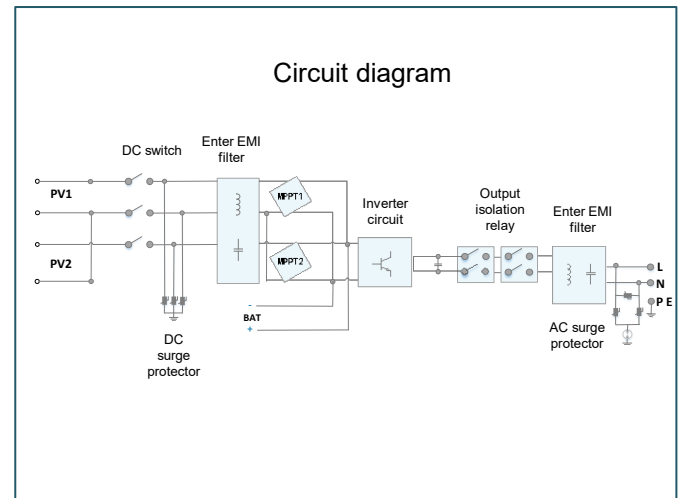 Circuit diagram
DC switch
Enter EMI
filter
PV1
PV2
MPPT1
MPPT2
-
BAT
+
DC
surge
protector
Inverter
circuit
Output
isolation
relay
Enter EMI
filter
L
N
P E
AC surge
protector